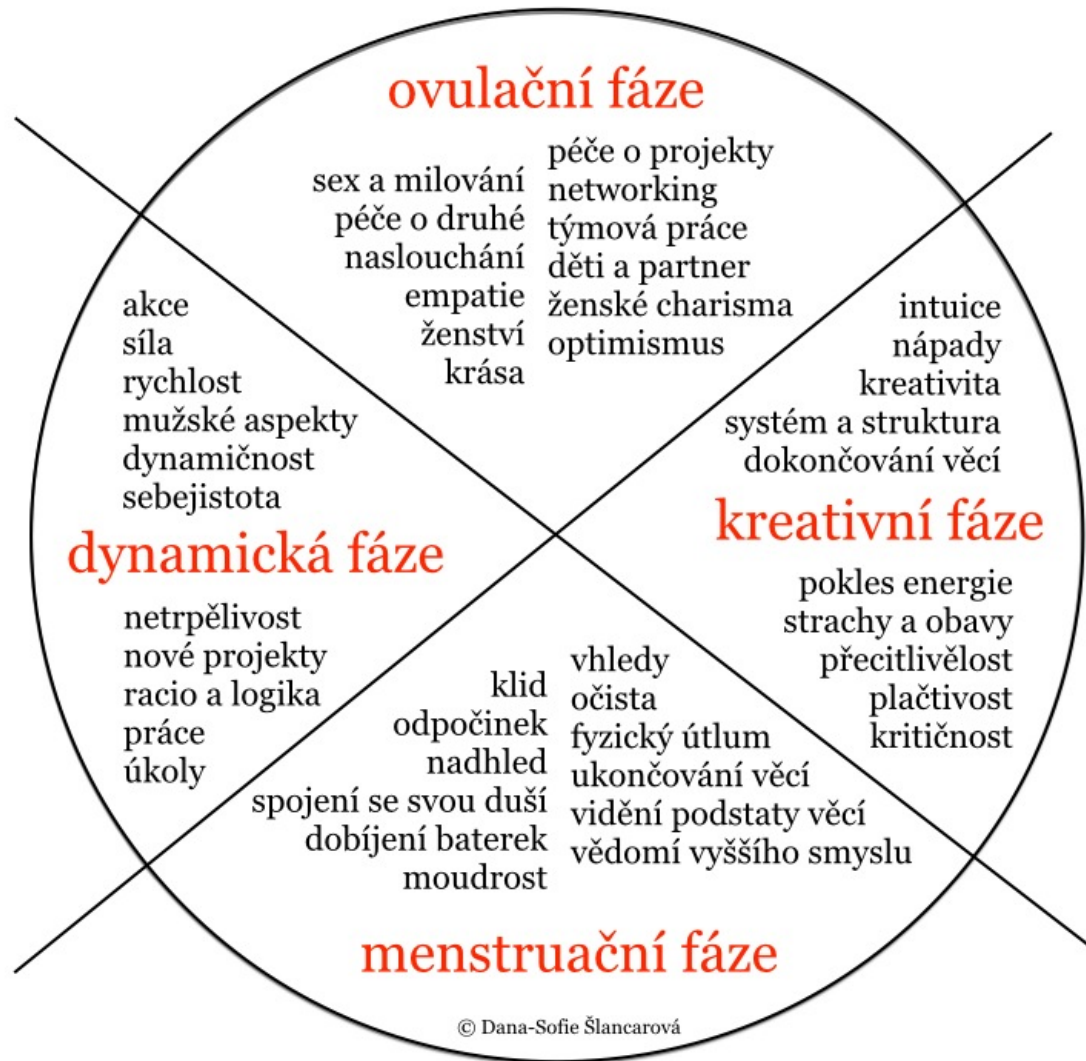 ovulační fáze
sex a milování
péče o druhé
naslouchání
empatie
ženství
krása
péče o projekty
networking
týmová práce
děti a partner
ženské charisma
optimismus
akce
síla
rychlost
mužské aspekty
dynamičnost
sebejistota
dynamická fáze
netrpělivost
nové projekty
racio a logika
práce
úkoly
intuice
nápady
kreativita
systém a struktura
dokončování věcí
kreativní fáze
pokles energie
strachy a obavy
přecitlivělost
plačtivost
kritičnost
klid
odpočinek
nadhled
spojení se svou duší
dobíjení baterek
moudrost
vhledy
očista
fyzický útlum
ukončování věcí
vidění podstaty věcí
vědomí vyššího smyslu
menstruační fáze
© Dana-Sofie Šlancarová